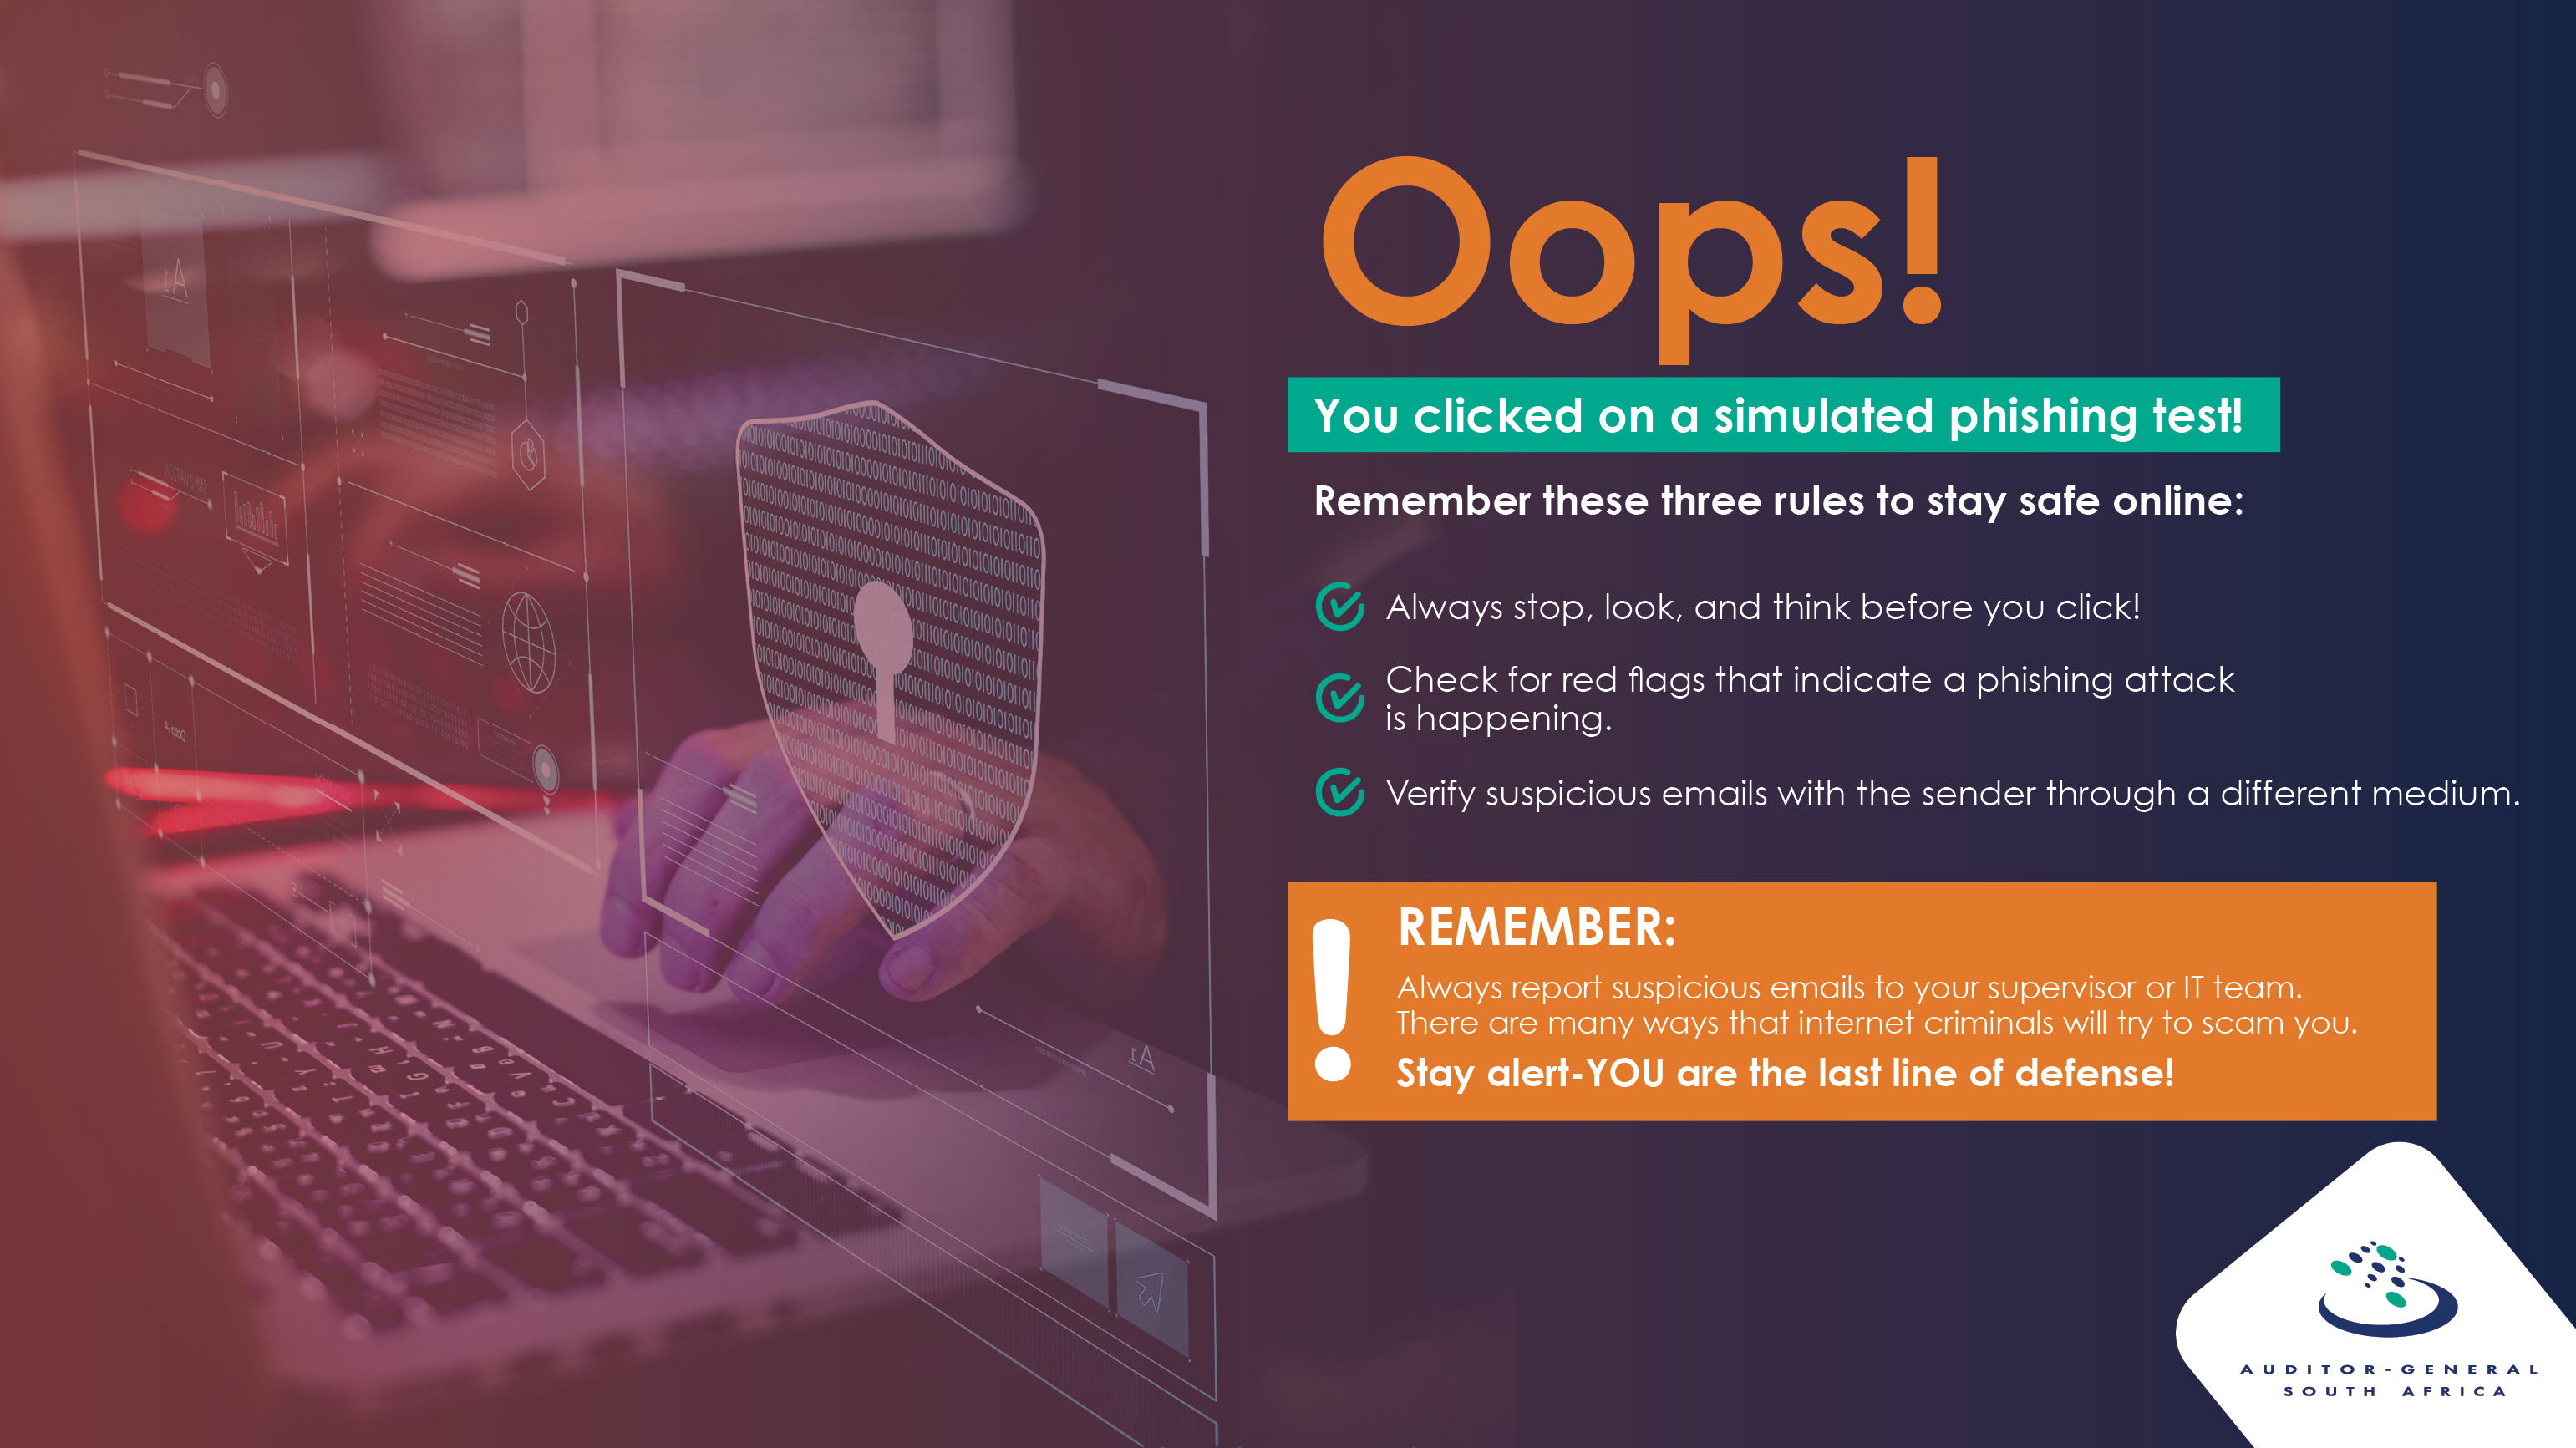 Oops!
You clicked on a simulated phishing test!
Remember these three rules to stay safe online:
Always stop, look, and think before you click!
Check for red flags that indicate a phishing attack
is happening.
Verify suspicious emails with the sender through a different medium.
REMEMBER:
Always report suspicious emails to your supervisor or IT team.
There are many ways that internet criminals will try to scam you.
Stay alert-YOU are the last line of defense!
AUDITOR-GENERAL
SOUTH AFRICA